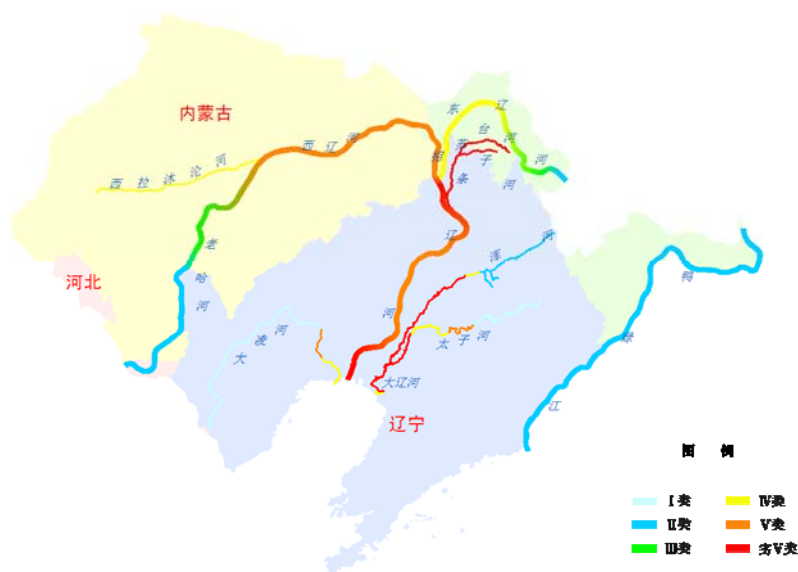 内蒙古
东辽河
招苏台河
条子河
西辽河
西拉沐沦河
老哈河
辽河
浑河
河北
鸭绿江
大凌河
太子河
大辽河
辽宁
图例
I类
IV类
II类
V类
III类
劣V类